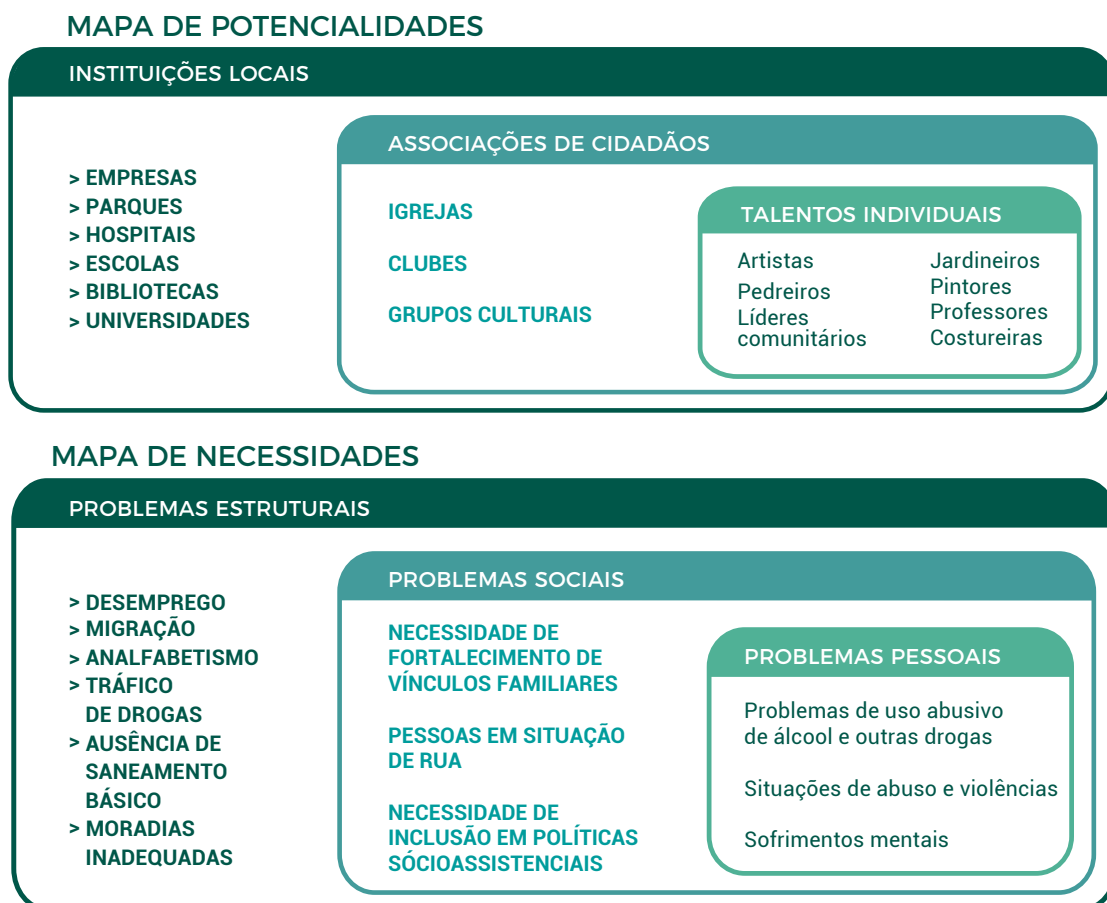 MAPA DE POTENCIALIDADES
INSTITUIÇÕES LOCAIS
> EMPRESAS
> PARQUES
> HOSPITAIS
> ESCOLAS
> BIBLIOTECAS
> UNIVERSIDADES
ASSOCIAÇÕES DE CIDADÃOS
IGREJAS
CLUBES
GRUPOS CULTURAIS
TALENTOS INDIVIDUAIS
Artistas
Pedreiros
Líderes
comunitários
Jardineiros
Pintores
Professores
Costureiras
MAPA DE NECESSIDADES
PROBLEMAS ESTRUTURAIS
> DESEMPREGO
> MIGRAÇÃO
> ANALFABETISMO
> TRÁFICO
DE DROGAS
> AUSÊNCIA DE
SANEAMENTO
BÁSICO
> MORADIAS
INADEQUADAS
PROBLEMAS SOCIAIS
NECESSIDADE DE
FORTALECIMENTO DE
VÍNCULOS FAMILIARES
PESSOAS EM SITUAÇÃO
DE RUA
NECESSIDADE DE
INCLUSÃO EM POLÍTICAS
SÓCIOASSISTENCIAIS
PROBLEMAS PESSOAIS
Problemas de uso abusivo
de álcool e outras drogas
Situações de abuso e violências
Sofrimentos mentais